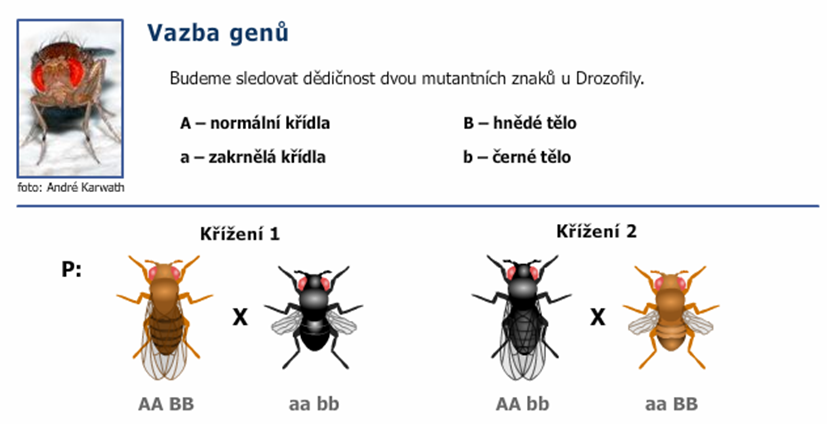 Vazba genů
Budeme sledovat dědičnost dvou mutantních znaků u Drozofily.
A – normální křídla
B – hnědé tělo
a – zakrnělá křídla
b – černé tělo
foto: André Karwath
Křížení 1
Křížení 2
P:
X
X
AA BB
aa bb
AA bb
aa BB